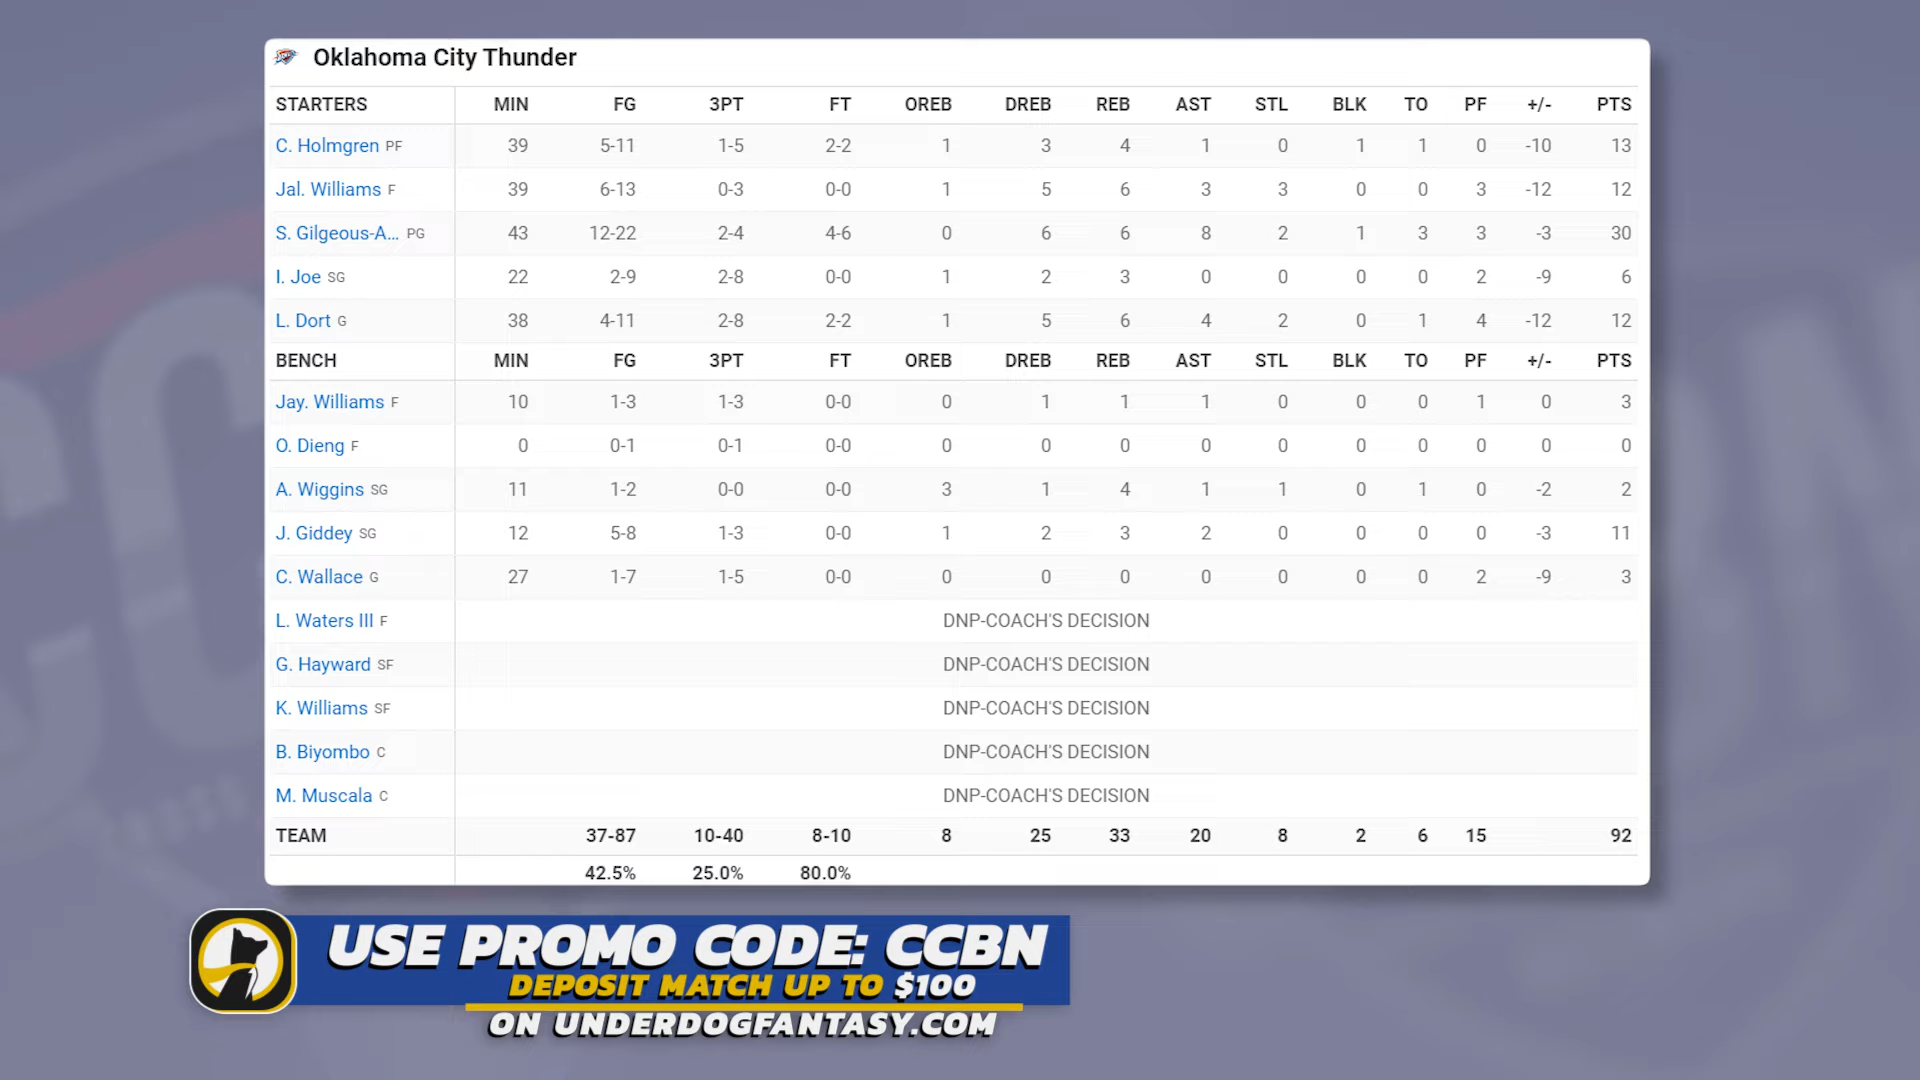 Oklahoma City Thunder
STARTERS MIN FG 3PT FT OREB DREB REB AST STL BLK TO PF +/- PTS
C. Holmgren PF 39 5-11 1-5 2-2 1 3 4 1 0 1 1 0 -10 13
Jal. Williams F 39 6-13 0-3 0-0 1 5 6 3 3 0 0 3 -12 12
S. Gilgeous-A... PG 43 12-22 2-4 4-6 0 6 6 8 2 1 3 3 -3 30
I. Joe SG 22 2-9 2-8 0-0 1 2 3 0 0 0 0 2 -9 6
L. Dort G 38 4-11 2-8 2-2 1 5 6 4 2 0 1 4 -12 12
BENCH MIN FG 3PT FT OREB DREB REB AST STL BLK TO PF +/- PTS
Jay. Williams F 10 1-3 1-3 0-0 0 1 1 1 0 0 0 1 0 3
O. Dieng F 0 0-1 0-1 0-0 0 0 0 0 0 0 0 0 0 0
A. Wiggins SG 11 1-2 0-0 0-0 3 1 4 1 1 0 1 0 -2 2
J. Giddey SG 12 5-8 1-3 0-0 1 2 3 2 0 0 0 0 -3 11
C. Wallace G 27 1-7 1-5 0-0 0 0 0 0 0 0 0 2 -9 3
L. Waters III F DNP-COACH'S DECISION
G. Hayward SF DNP-COACH'S DECISION
K. Williams SF DNP-COACH'S DECISION
B. Biyombo C DNP-COACH'S DECISION
M. Muscala C DNP-COACH'S DECISION
TEAM 37-87 10-40 8-10 8 25 33 20 8 2 6 15 92
42.5% 25.0% 80.0%
USE PROMO CODE: CCBN
DEPOSIT MATCH UP TO $100
ON UNDERDOGFANTASY.COM